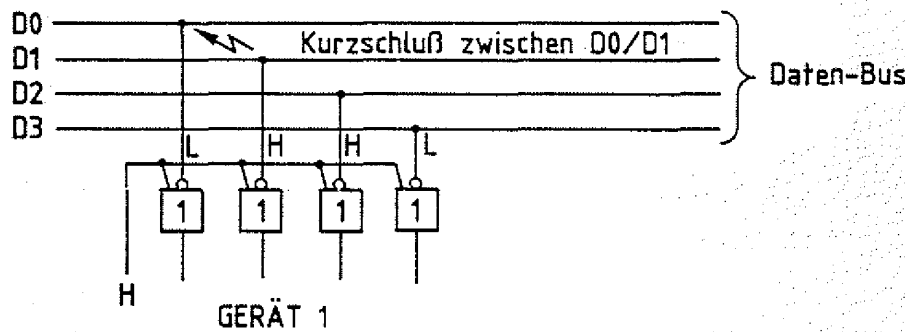 D0
Kurzschluß zwischen D0/D1
D1
Daten-Bus
D2
D3
L H H L
1 1 1 1
H
GERÄT 1